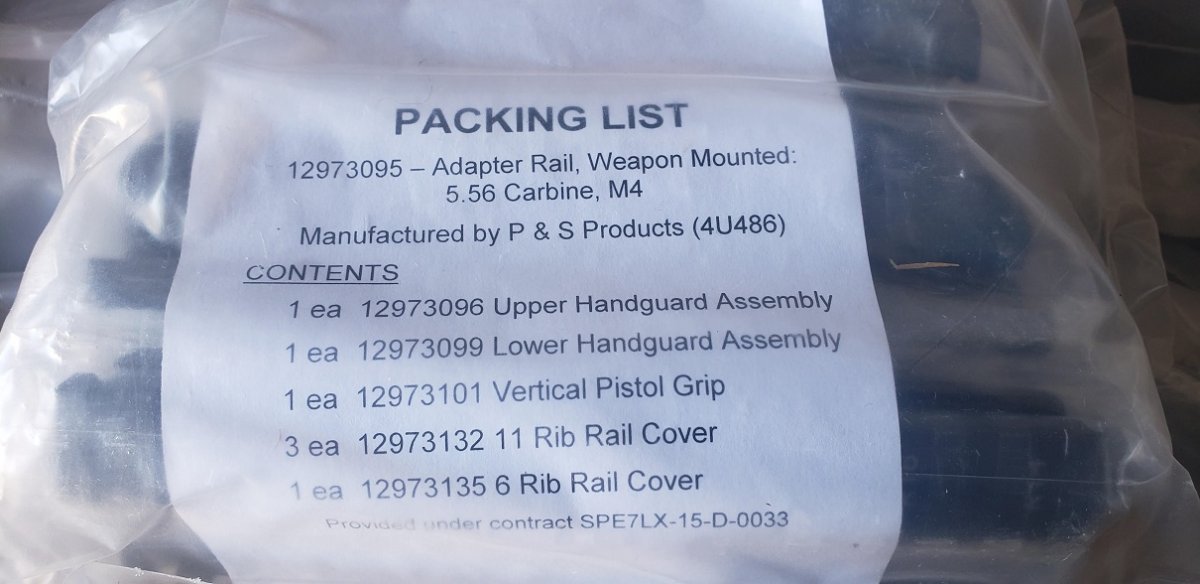 PACKING LIST
12973095 – Adapter Rail, Weapon Mounted:
5.56 Carbine, M4
Manufactured by P & S Products (4U486)
CONTENTS
1 ea 12973096 Upper Handguard Assembly
1 ea 12973099 Lower Handguard Assembly
1 ea 12973101 Vertical Pistol Grip
3 ea 12973132 11 Rib Rail Cover
1 ea 12973135 6 Rib Rail Cover
Provided under contract SPE7LX-15-D-0033